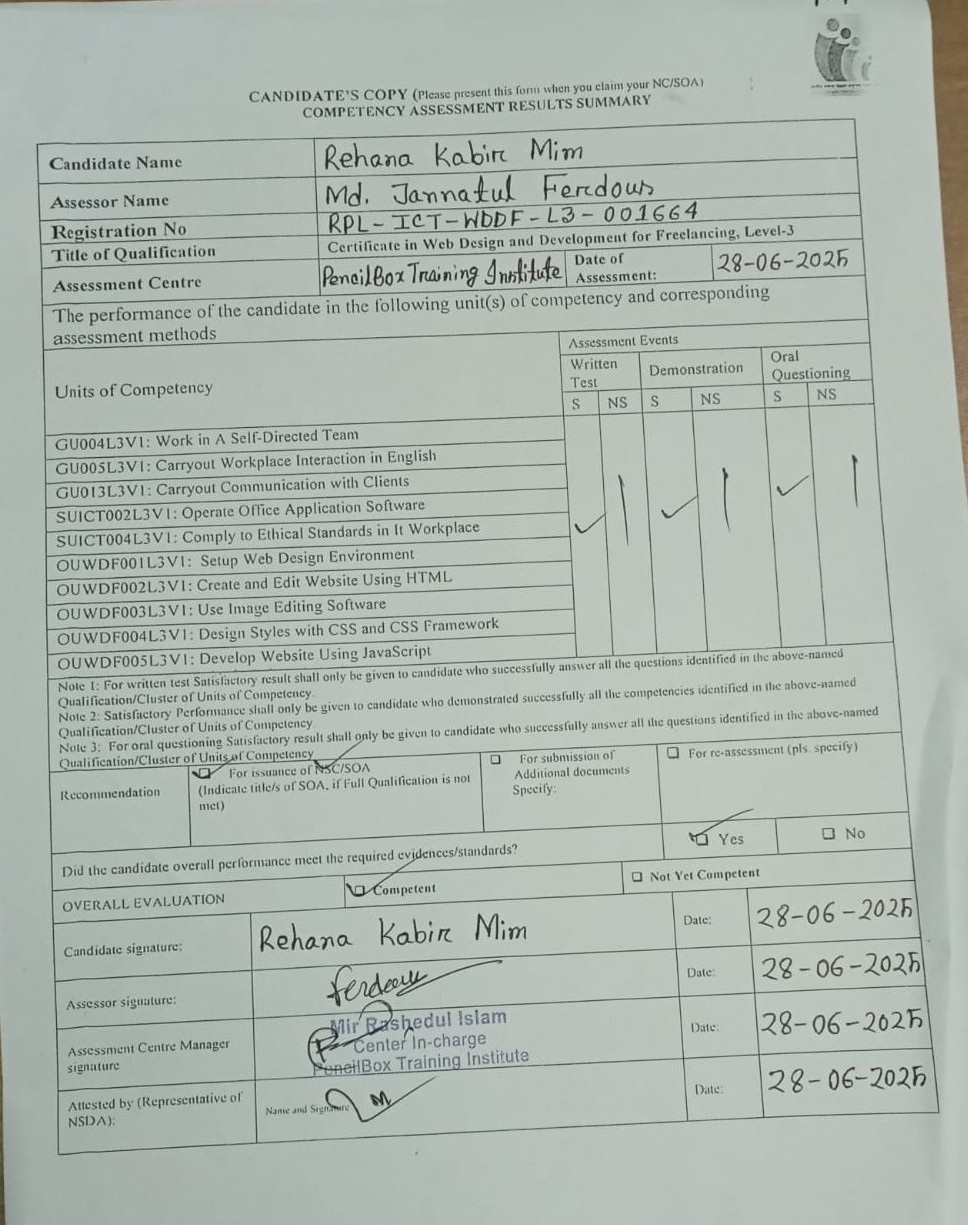 CANDIDATE'S COPY (Please present this form when you claim your NC/SOA)
COMPETENCY ASSESSMENT RESULTS SUMMARY
Candidate Name Rehana Kabir Mim
Assessor Name Md. Jannatul Ferdous
Registration No RPL-ICT-WDDF-L3-001664
Title of Qualification Certificate in Web Design and Development for Freelancing, Level-3
Assessment Centre PencilBox Training Institute Date of Assessment: 28-06-2025
The performance of the candidate in the following unit(s) of competency and corresponding
assessment methods
Units of Competency
Assessment Events
Written Test Demonstration Oral Questioning
S NS S NS S NS
GU004L3V1: Work in A Self-Directed Team
GU005L3V1: Carryout Workplace Interaction in English
GU013L3V1: Carryout Communication with Clients
SUICT002L3V1: Operate Office Application Software
SUICT004L3V1: Comply to Ethical Standards in It Workplace
OUWDF001L3V1: Setup Web Design Environment
OUWDF002L3V1: Create and Edit Website Using HTML
OUWDF003L3V1: Use Image Editing Software
OUWDF004L3V1: Design Styles with CSS and CSS Framework
OUWDF005L3V1: Develop Website Using JavaScript
Note 1: For written test Satisfactory result shall only be given to candidate who successfully answer all the questions identified in the above-named
Qualification/Cluster of Units of Competency
Note 2: Satisfactory Performance shall only be given to candidate who demonstrated successfully all the competencies identified in the above-named
Qualification/Cluster of Units of Competency
Note 3: For oral questioning Satisfactory result shall only be given to candidate who successfully answer all the questions identified in the above-named
Qualification/Cluster of Units of Competency
Recommendation
For issuance of NSC/SOA
(Indicate title/s of SOA, if Full Qualification is not
met)
For submission of
Additional documents
Specify:
For re-assessment (pls. specify)
Did the candidate overall performance meet the required evidences/standards? Yes No
OVERALL EVALUATION Competent Not Yet Competent
Candidate signature: Rehana Kabir Mim Date: 28-06-2025
Assessor signature: Ferdous Date: 28-06-2025
Assessment Centre Manager
signature
Mir Rashedul Islam
Center In-charge
PencilBox Training Institute
Date: 28-06-2025
Attested by (Representative of
NSDA):
Name and Signature
Date: 28-06-2025